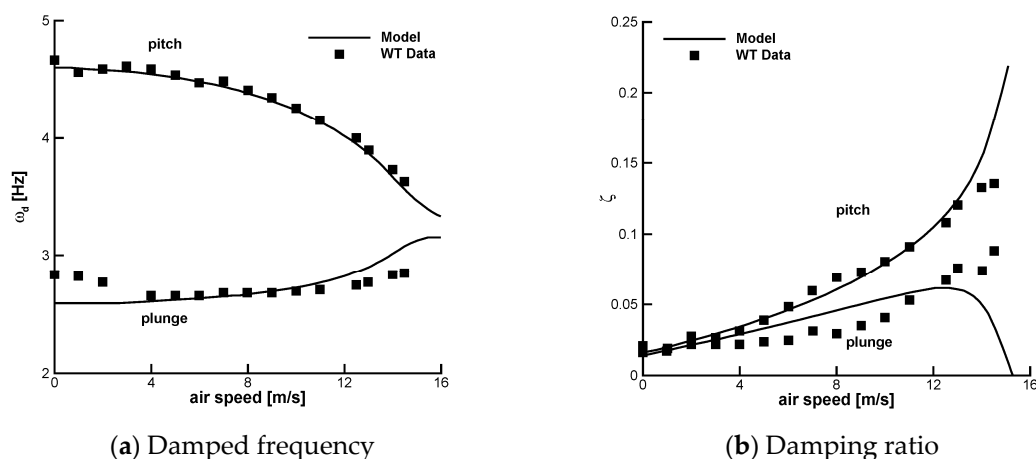 5
4
3
2
ω_d [Hz]
pitch
Model
WT Data
plunge
0 4 8 12 16
air speed [m/s]
(a) Damped frequency
0.25
0.2
0.15
0.1
0.05
0
ζ
Model
WT Data
pitch
plunge
0 4 8 12 16
air speed [m/s]
(b) Damping ratio